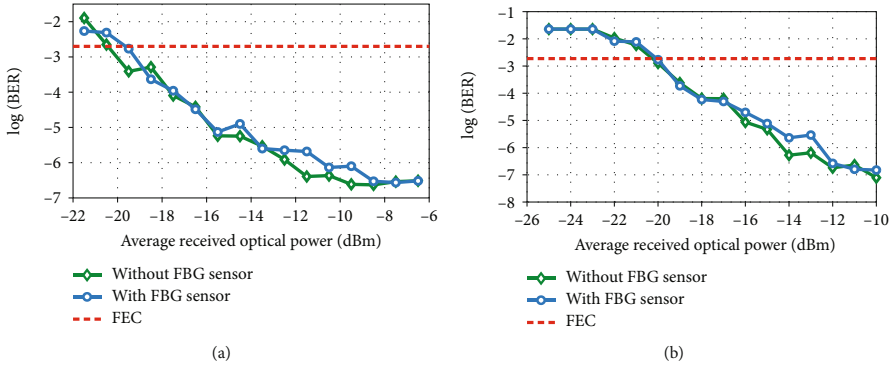 −2
−3
−4
−5
−6
−7
log (BER)
−22 −20 −18 −16 −14 −12 −10 −8 −6
Average received optical power (dBm)
Without FBG sensor
With FBG sensor
FEC
(a)
−1
−2
−3
−4
−5
−6
−7
−8
log (BER)
−26 −24 −22 −20 −18 −16 −14 −12 −10
Average received optical power (dBm)
Without FBG sensor
With FBG sensor
FEC
(b)